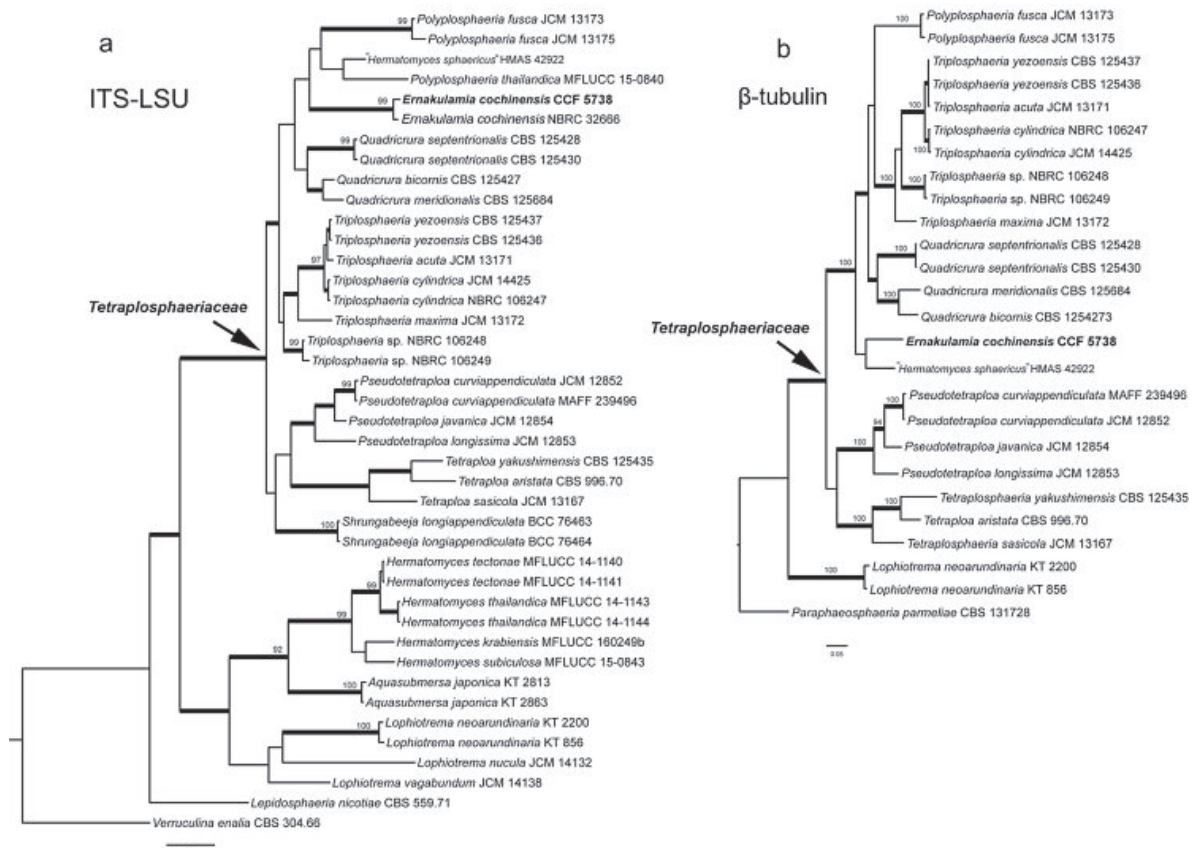 a
ITS-LSU
99
Polyplosphaeria fusca JCM 13173
Polyplosphaeria fusca JCM 13175
"Hermatomyces sphaericus" HMAS 42922
Polyplosphaeria thailandica MFLUCC 15-0840
99
Ernakulamia cochinensis CCF 5738
Ernakulamia cochinensis NBRC 32666
99
Quadricrura septentrionalis CBS 125428
Quadricrura septentrionalis CBS 125430
Quadricrura bicornis CBS 125427
Quadricrura meridionalis CBS 125684
Triplosphaeria yezoensis CBS 125437
Triplosphaeria yezoensis CBS 125436
97
Triplosphaeria acuta JCM 13171
Triplosphaeria cylindrica JCM 14425
Triplosphaeria cylindrica NBRC 106247
Triplosphaeria maxima JCM 13172
99
Triplosphaeria sp. NBRC 106248
Triplosphaeria sp. NBRC 106249
Tetraplosphaeriaceae
99
Pseudotetraploa curviappendiculata JCM 12852
Pseudotetraploa curviappendiculata MAFF 239496
Pseudotetraploa javanica JCM 12854
Pseudotetraploa longissima JCM 12853
Tetraploa yakushimensis CBS 125435
Tetraploa aristata CBS 996.70
Tetraploa sasicola JCM 13167
100
Shrungabeeja longiappendiculata BCC 76463
Shrungabeeja longiappendiculata BCC 76464
Hermatomyces tectonae MFLUCC 14-1140
99
Hermatomyces tectonae MFLUCC 14-1141
Hermatomyces thailandica MFLUCC 14-1143
99
Hermatomyces thailandica MFLUCC 14-1144
Hermatomyces krabiensis MFLUCC 160249b
92
Hermatomyces subiculosa MFLUCC 15-0843
100
Aquasubmersa japonica KT 2813
Aquasubmersa japonica KT 2863
100
Lophiotrema neoarundinaria KT 2200
Lophiotrema neoarundinaria KT 856
Lophiotrema nucula JCM 14132
Lophiotrema vagabundum JCM 14138
Lepidosphaeria nicotiae CBS 559.71
Verruculina enalia CBS 304.66
b
β-tubulin
100
Polyplosphaeria fusca JCM 13173
Polyplosphaeria fusca JCM 13175
Triplosphaeria yezoensis CBS 125437
Triplosphaeria yezoensis CBS 125436
100
Triplosphaeria acuta JCM 13171
Triplosphaeria cylindrica NBRC 106247
100
Triplosphaeria cylindrica JCM 14425
Triplosphaeria sp. NBRC 106248
100
100
Triplosphaeria sp. NBRC 106249
Triplosphaeria maxima JCM 13172
100
Quadricrura septentrionalis CBS 125428
100
Quadricrura septentrionalis CBS 125430
Quadricrura meridionalis CBS 125684
100
Quadricrura bicornis CBS 1254273
Ernakulamia cochinensis CCF 5738
"Hermatomyces sphaericus" HMAS 42922
Tetraplosphaeriaceae
Pseudotetraploa curviappendiculata MAFF 239496
100
Pseudotetraploa curviappendiculata JCM 12852
94
Pseudotetraploa javanica JCM 12854
100
Pseudotetraploa longissima JCM 12853
Tetraplosphaeria yakushimensis CBS 125435
100
Tetraploa aristata CBS 996.70
100
Tetraplosphaeria sasicola JCM 13167
100
Lophiotrema neoarundinaria KT 2200
Lophiotrema neoarundinaria KT 856
Paraphaeosphaeria parmeliae CBS 131728
0.05